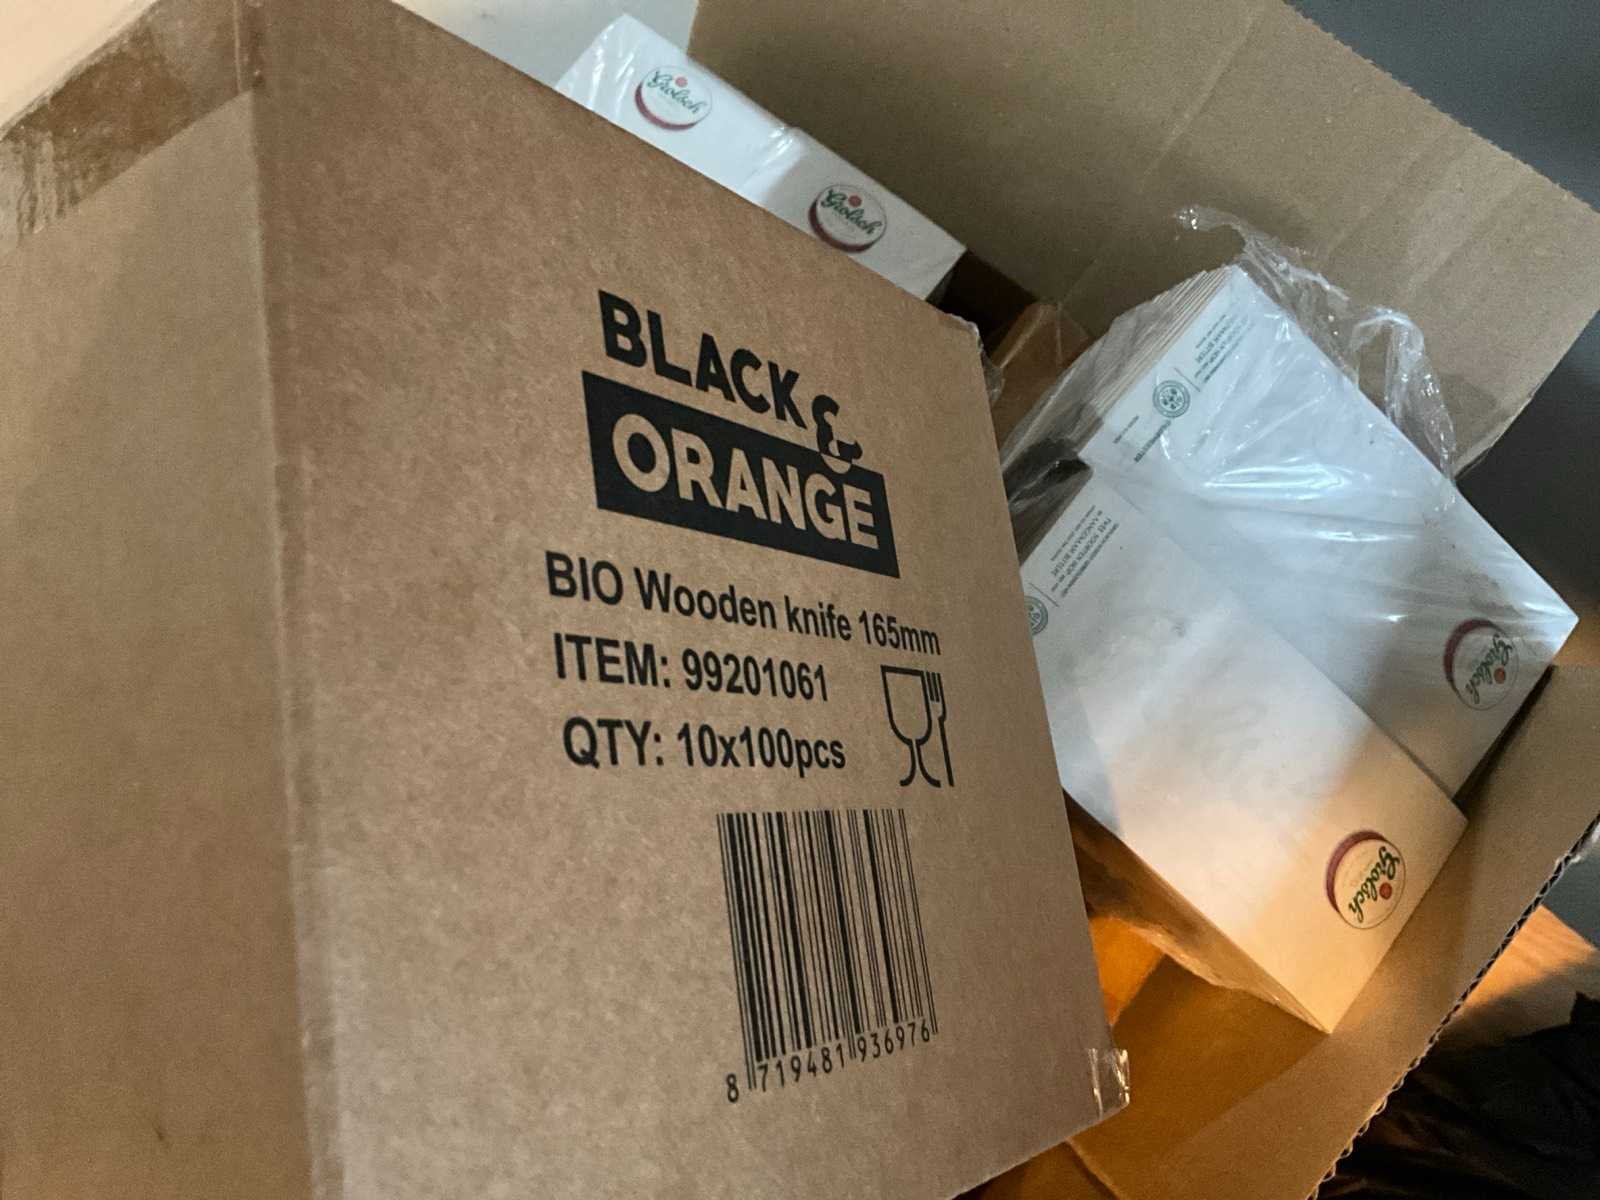 BLACK &
ORANGE
BIO Wooden knife 165mm
ITEM: 99201061
QTY: 10x100pcs
8 719481 936976
Grolsch
Grolsch
Grolsch
Grolsch